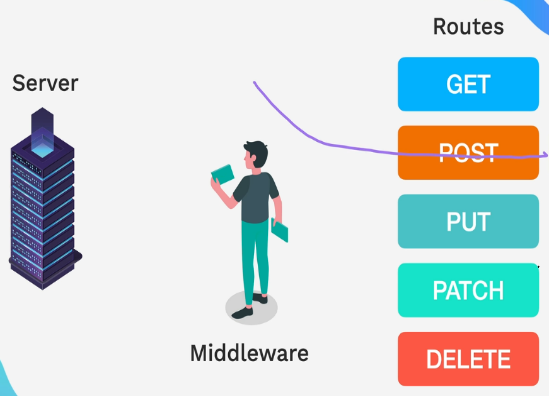 Routes
Server
GET
POST
PUT
PATCH
Middleware
DELETE